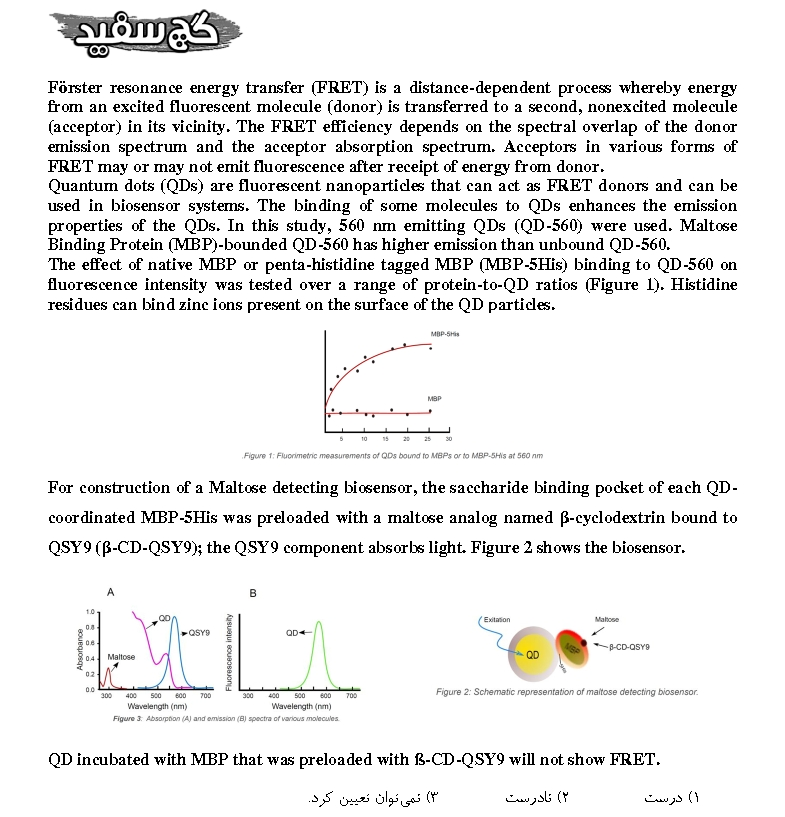 گچ سفید
Förster resonance energy transfer (FRET) is a distance-dependent process whereby energy
from an excited fluorescent molecule (donor) is transferred to a second, nonexcited molecule
(acceptor) in its vicinity. The FRET efficiency depends on the spectral overlap of the donor
emission spectrum and the acceptor absorption spectrum. Acceptors in various forms of
FRET may or may not emit fluorescence after receipt of energy from donor.
Quantum dots (QDs) are fluorescent nanoparticles that can act as FRET donors and can be
used in biosensor systems. The binding of some molecules to QDs enhances the emission
properties of the QDs. In this study, 560 nm emitting QDs (QD-560) were used. Maltose
Binding Protein (MBP)-bounded QD-560 has higher emission than unbound QD-560.
The effect of native MBP or penta-histidine tagged MBP (MBP-5His) binding to QD-560 on
fluorescence intensity was tested over a range of protein-to-QD ratios (Figure 1). Histidine
residues can bind zinc ions present on the surface of the QD particles.
MBP-5His
MBP
5 10 15 20 25 30
.Figure 1: Fluorimetric measurements of QDs bound to MBPs or to MBP-5His at 560 nm
For construction of a Maltose detecting biosensor, the saccharide binding pocket of each QD-
coordinated MBP-5His was preloaded with a maltose analog named β-cyclodextrin bound to
QSY9 (β-CD-QSY9); the QSY9 component absorbs light. Figure 2 shows the biosensor.
A
1.0
0.8
0.6
0.4
0.2
0.0
Absorbance
QD
QSY9
Maltose
300 400 500 600 700
Wavelength (nm)
B
Fluorescence intensity
QD
300 400 500 600 700
Wavelength (nm)
Figure 3: Absorption (A) and emission (B) spectra of various molecules.
Exitation
Maltose
QD
MBP
5His
β-CD-QSY9
Figure 2: Schematic representation of maltose detecting biosensor.
QD incubated with MBP that was preloaded with ß-CD-QSY9 will not show FRET.
۱) درست ۲) نادرست ۳) نمی‌توان تعیین کرد.